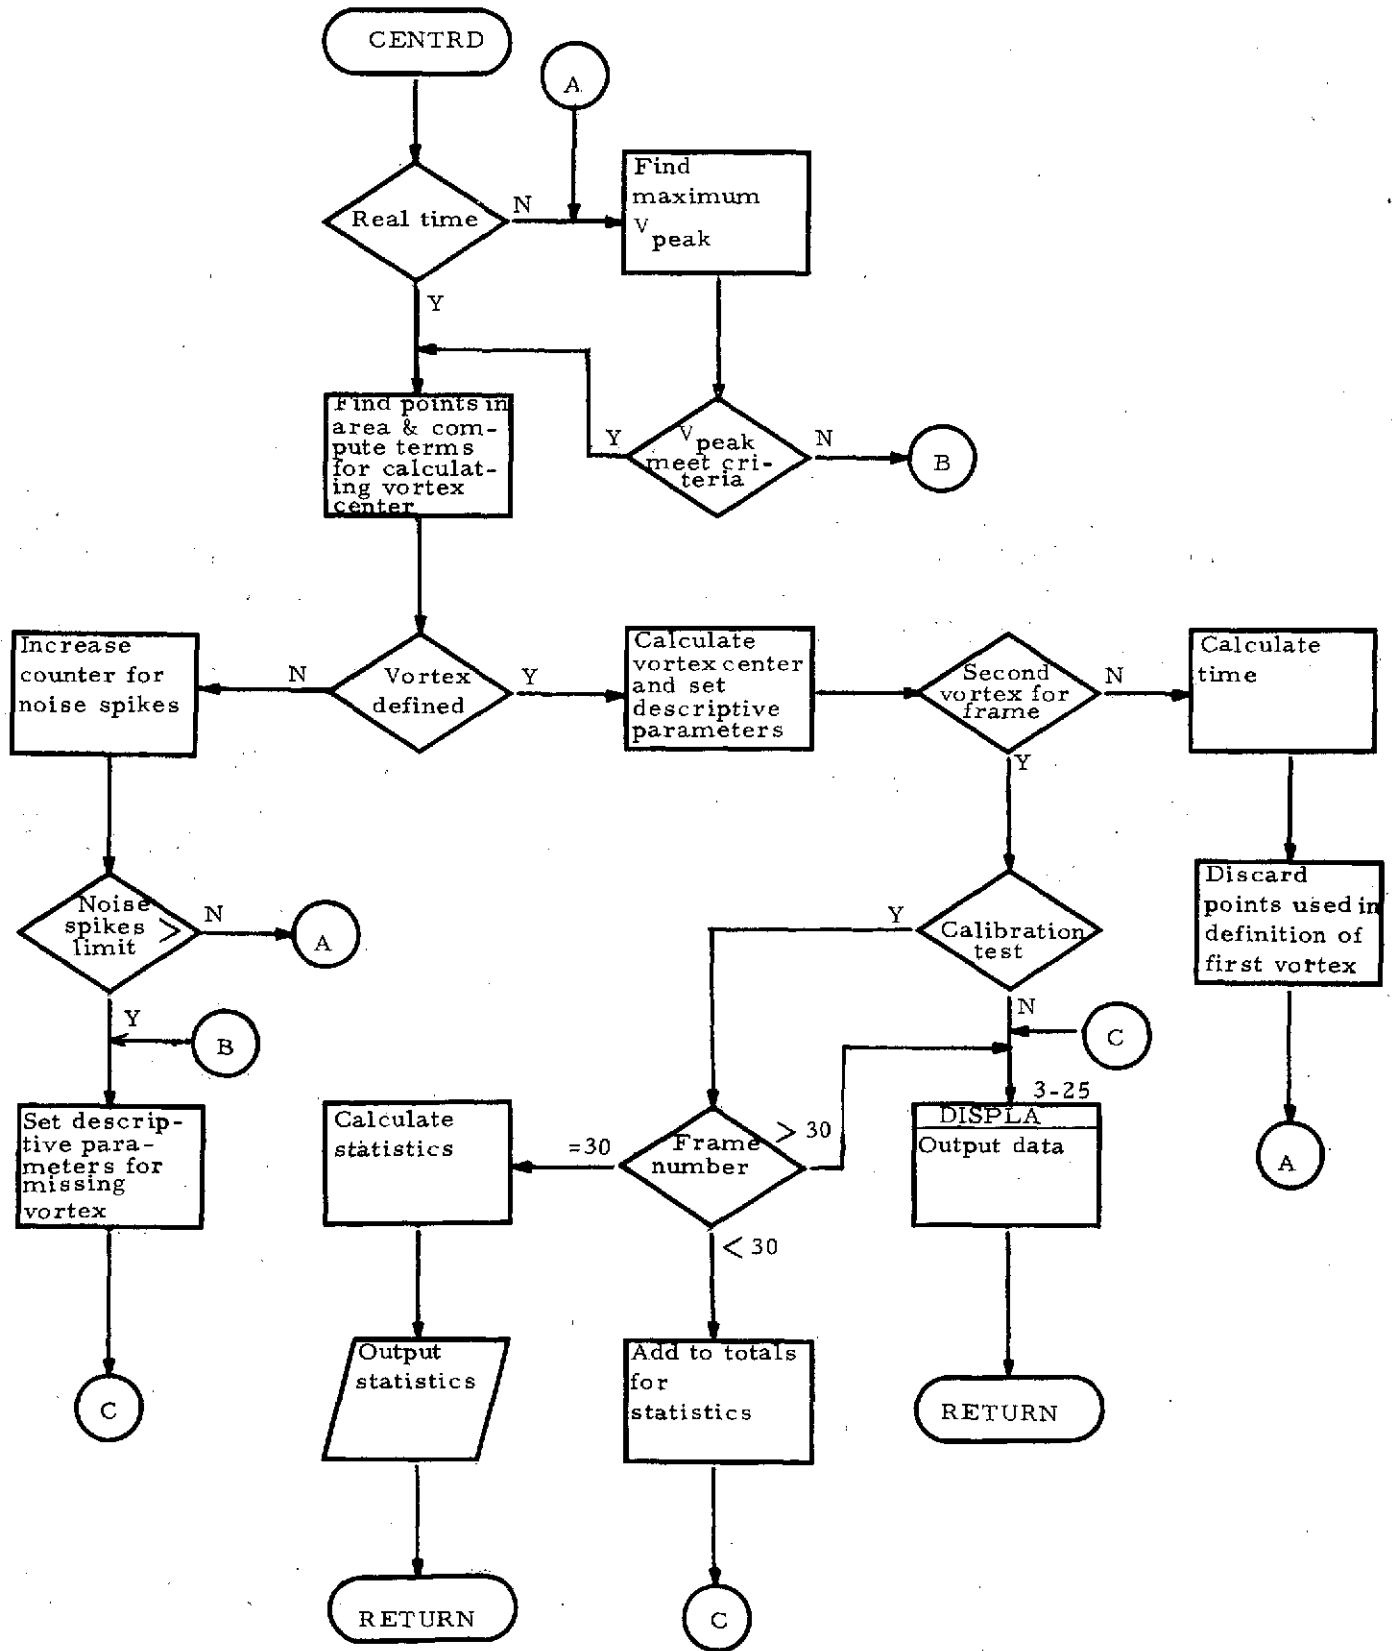 CENTRD
A
Find
maximum
V peak
Real time
N
Y
Find points in
area & com-
pute terms
for calculat-
ing vortex
center
Y
V peak
meet cri-
teria
N
B
Increase
counter for
noise spikes
N
Vortex
defined
Y
Calculate
vortex center
and set
descriptive
parameters
Second
vortex for
frame
N
Y
Calculate
time
Noise
spikes >
limit
N
A
Y
B
Y
Calibration
test
N
C
Discard
points used in
definition of
first vortex
A
Set descrip-
tive para-
meters for
missing
vortex
C
Calculate
statistics
=30
Frame
number
> 30
< 30
3-25
DISPLA
Output data
RETURN
Output
statistics
RETURN
Add to totals
for
statistics
C